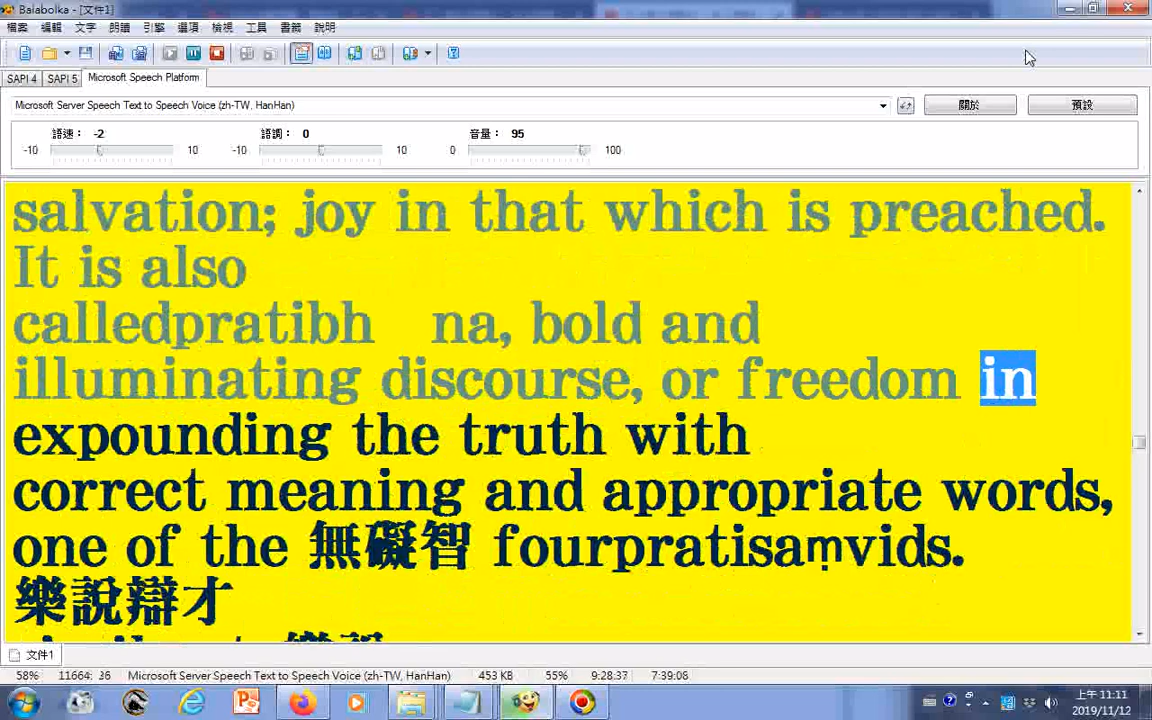 Balabolka - [文件1]
檔案 編輯 文字 朗讀 引擎 選項 檢視 工具 書籤 說明
SAPI 4 SAPI 5 Microsoft Speech Platform
Microsoft Server Speech Text to Speech Voice (zh-TW, HanHan)
關於 預設
語速： -2 語調： 0 音量： 95
-10 10 -10 10 0 100
salvation; joy in that which is preached.
It is also
calledpratibh na, bold and
illuminating discourse, or freedom in
expounding the truth with
correct meaning and appropriate words,
one of the 無礙智 fourpratisaṃvids.
樂說辯才
樂說
文件1
58% 11664: 36 Microsoft Server Speech Text to Speech Voice (zh-TW, HanHan) 453 KB 55% 9:28:37 7:39:08
上午 11:11
2019/11/12